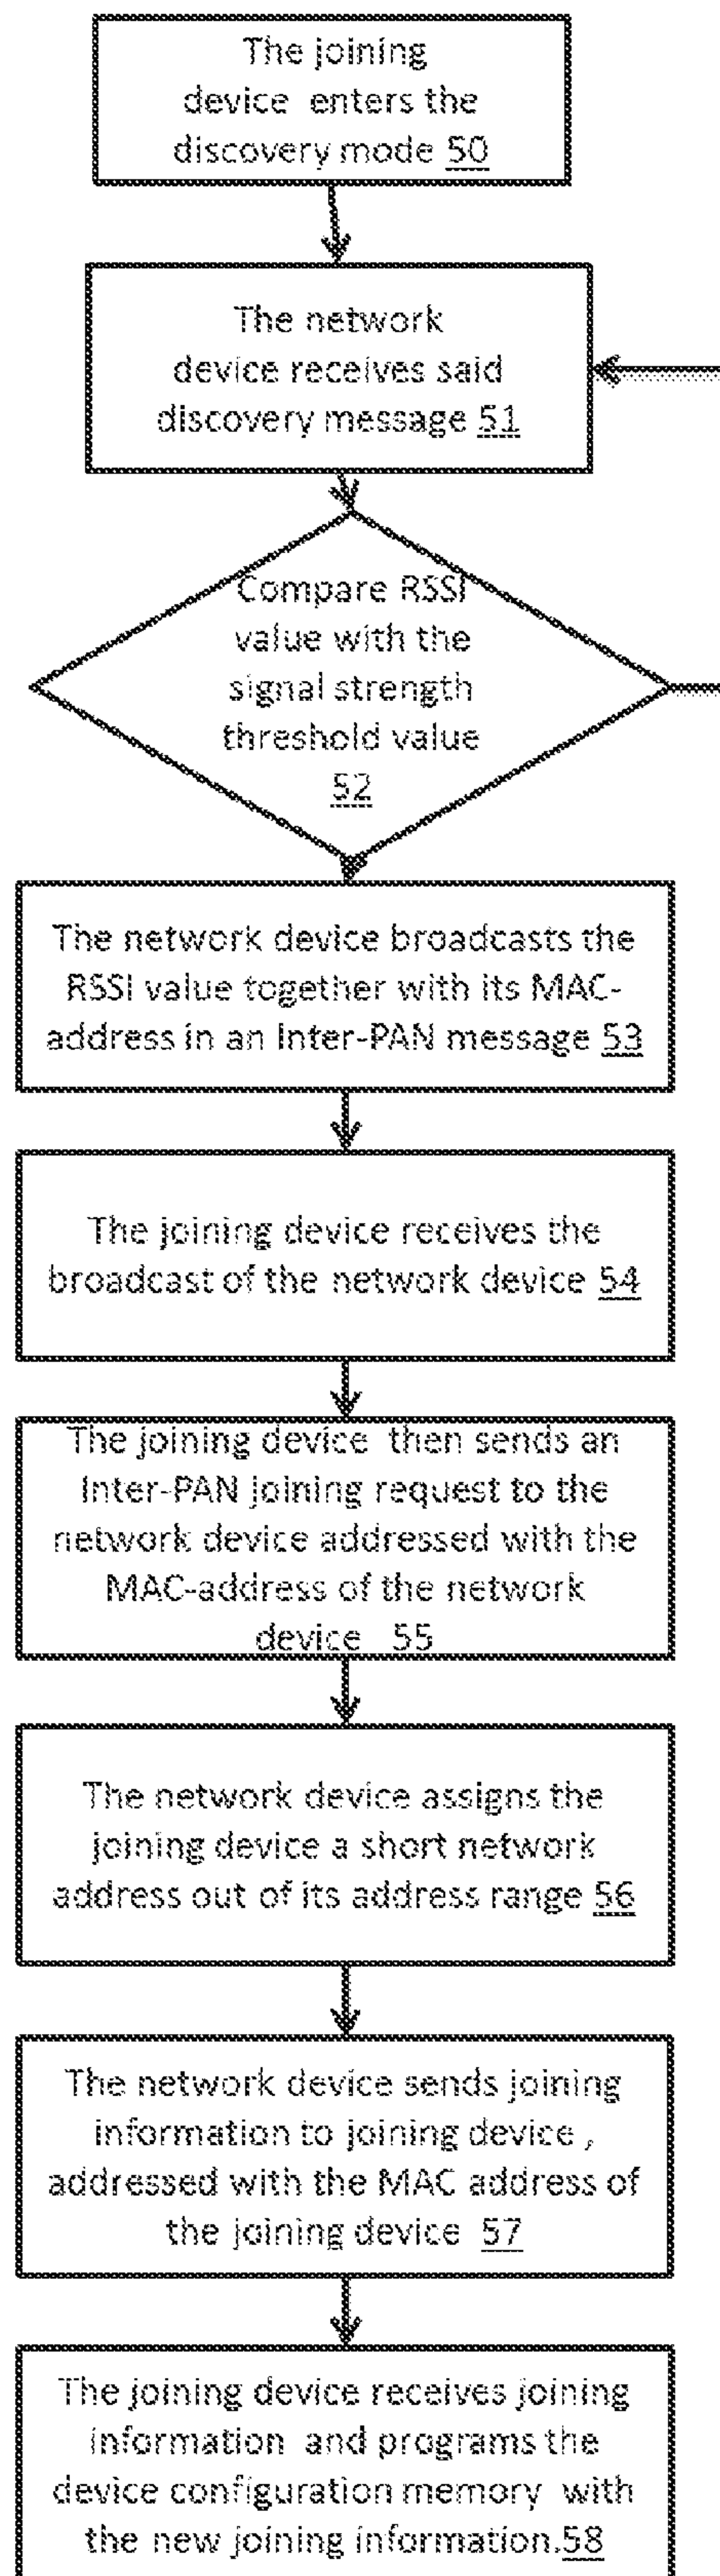 The joining
device enters the
discovery mode 50
The network
device receives said
discovery message 51
Compare RSSI
value with the
signal strength
threshold value
52
The network device broadcasts the
RSSI value together with its MAC-
address in an Inter-PAN message 53
The joining device receives the
broadcast of the network device 54
The joining device then sends an
Inter-PAN joining request to the
network device addressed with the
MAC-address of the network
device 55
The network device assigns the
joining device a short network
address out of its address range 56
The network device sends joining
information to joining device ,
addressed with the MAC address of
the joining device 57
The joining device receives joining
information and programs the
device configuration memory with
the new joining information.58